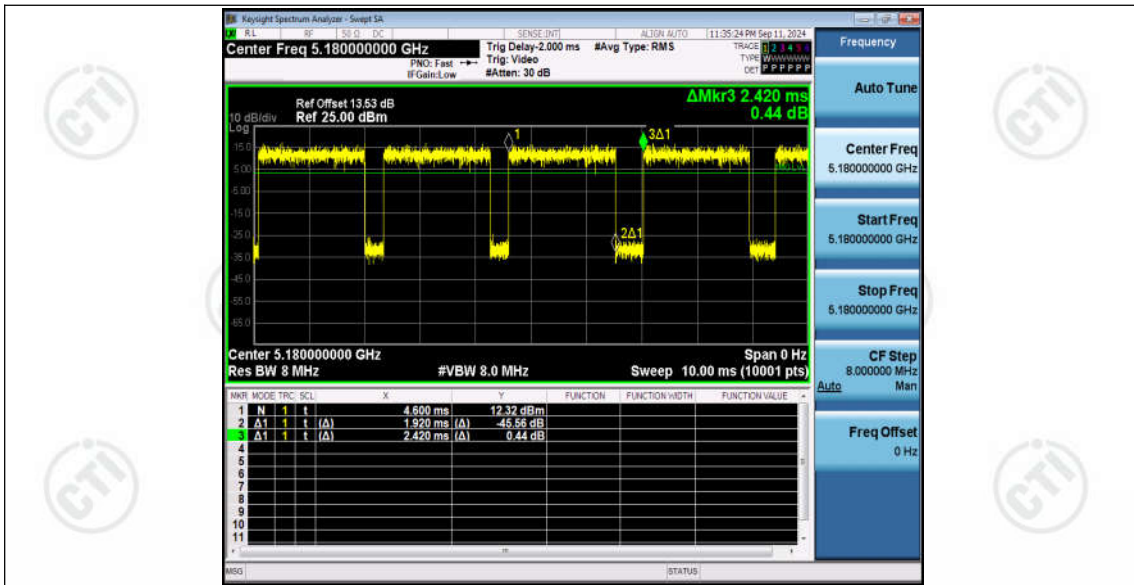 Keysight Spectrum Analyzer - Swept SA
RL RF 50 Ω DC SENSE:INT ALIGN AUTO 11:35:24 PM Sep 11, 2024
Center Freq 5.180000000 GHz
PNO: Fast
IFGain:Low
Trig Delay-2.000 ms
Trig: Video
#Atten: 30 dB
#Avg Type: RMS
TRACE 1 2 3 4 5 6
TYPE
DET P P P P P P
ΔMkr3 2.420 ms
0.44 dB
Ref Offset 13.53 dB
10 dB/div Ref 25.00 dBm
Log
15.0
5.00
-5.00
-15.0
-25.0
-35.0
-45.0
-55.0
-65.0
1
3Δ1
2Δ1
Center 5.180000000 GHz Span 0 Hz
Res BW 8 MHz #VBW 8.0 MHz Sweep 10.00 ms (10001 pts)
MKR MODE TRC SCL X Y FUNCTION FUNCTION WIDTH FUNCTION VALUE
1 N 1 t 4.600 ms 12.32 dBm
2 Δ1 1 t (Δ) 1.920 ms (Δ) -45.56 dB
3 Δ1 1 t (Δ) 2.420 ms (Δ) 0.44 dB
4
5
6
7
8
9
10
11
MSG STATUS
Frequency
Auto Tune
Center Freq
5.180000000 GHz
Start Freq
5.180000000 GHz
Stop Freq
5.180000000 GHz
CF Step
8.000000 MHz
Auto Man
Freq Offset
0 Hz
CTI
CTI
CTI
CTI